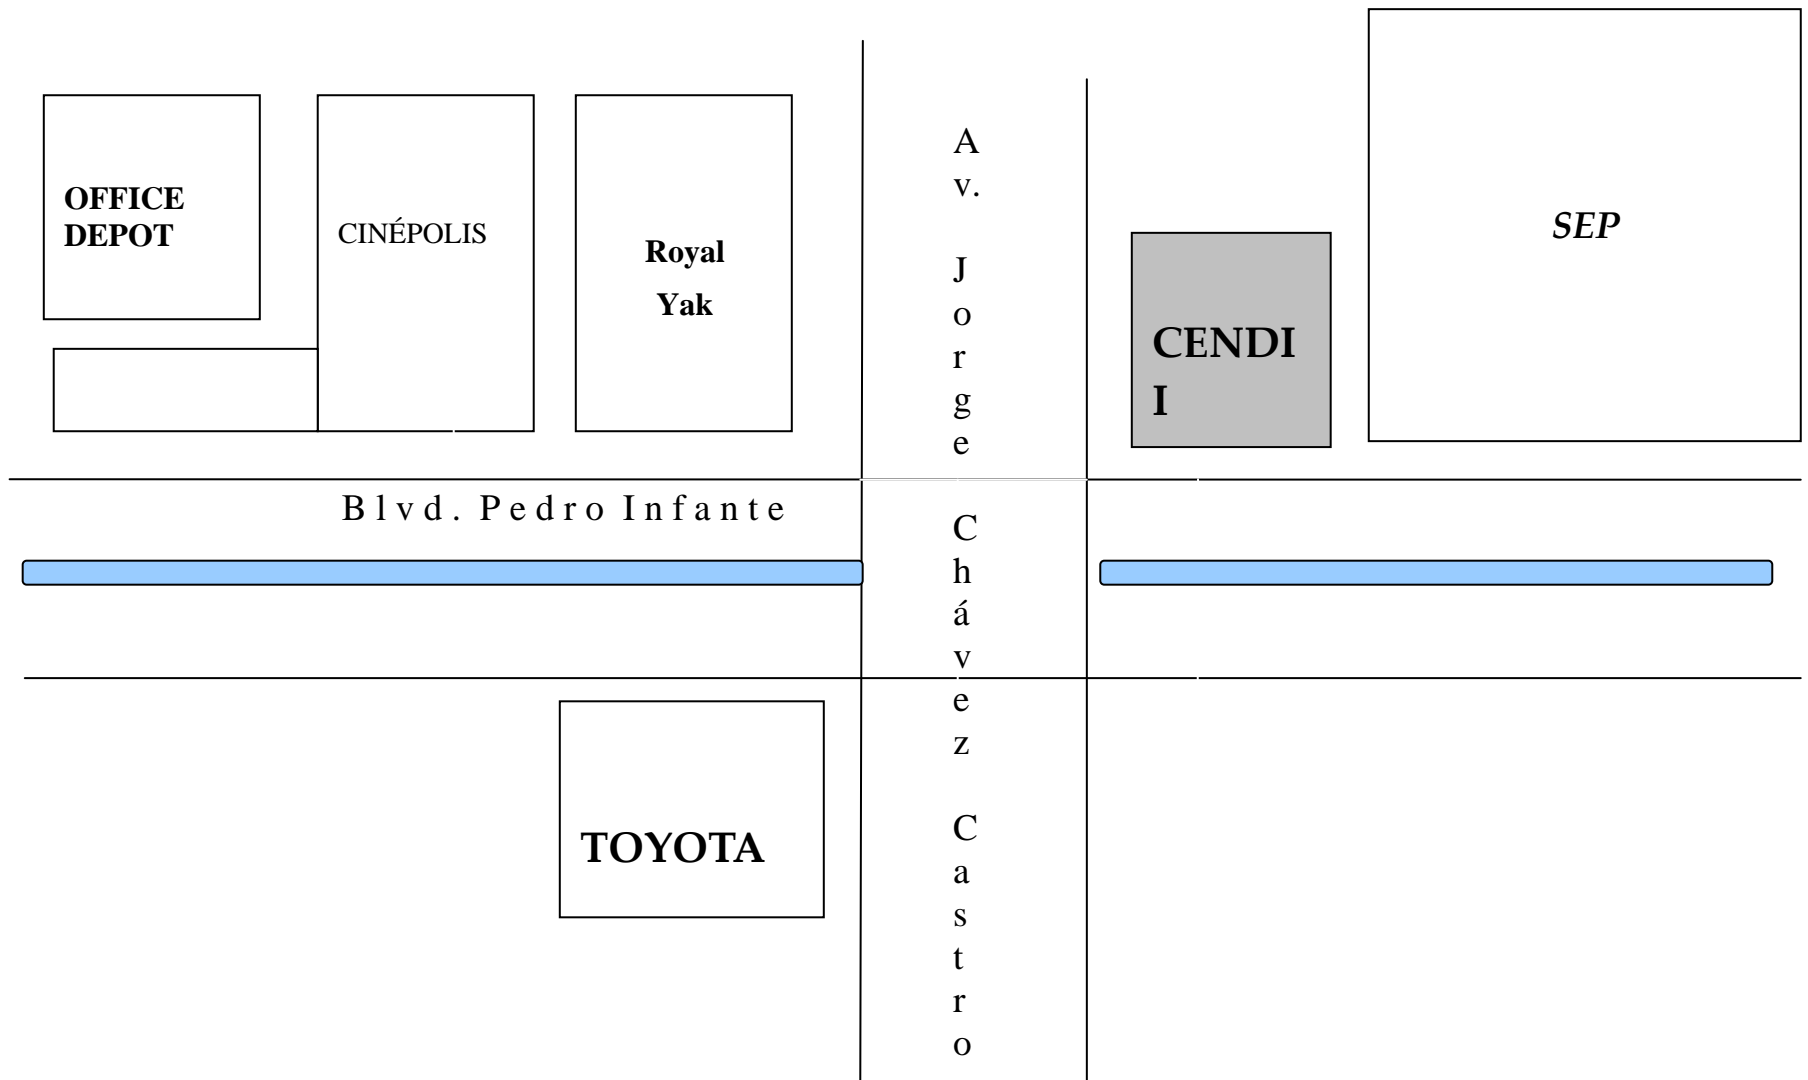 OFFICE
DEPOT
CINÉPOLIS
Royal
Yak
Av. Jorge Chávez Castro
CENDI
I
SEP
Blvd. Pedro Infante
TOYOTA